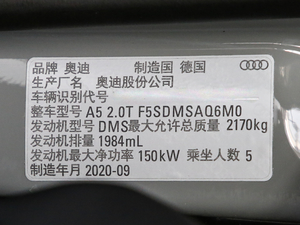 品牌 奥迪 制造国 德国
生产厂名 奥迪股份公司
车辆识别代号
整车型号 A5 2.0T F5SDMSAQ6M0
发动机型号 DMS 最大允许总质量 2170kg
发动机排量 1984mL
发动机最大净功率 150kW 乘坐人数 5
制造年月 2020-09